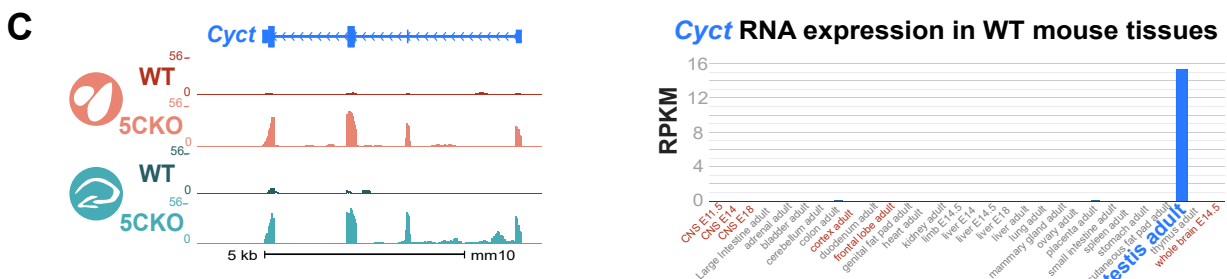 C
Cyct
56
WT
0
56
5CKO
0
56
WT
0
56
5CKO
0
5 kb
mm10
Cyct RNA expression in WT mouse tissues
RPKM
16
12
8
4
0
CNS E11.5
CNS E14
CNS E18
Large Intestine adult
adrenal adult
bladder adult
cerebellum adult
colon adult
cortex adult
duodenum adult
frontal lobe adult
genital fat pad adult
heart adult
kidney adult
limb E14.5
liver E14
liver E14.5
liver E18
liver adult
lung adult
mammary gland adult
ovary adult
placenta adult
small intestine adult
spleen adult
stomach adult
cutaneous fat pad adult
testis adult
thymus adult
whole brain E14.5